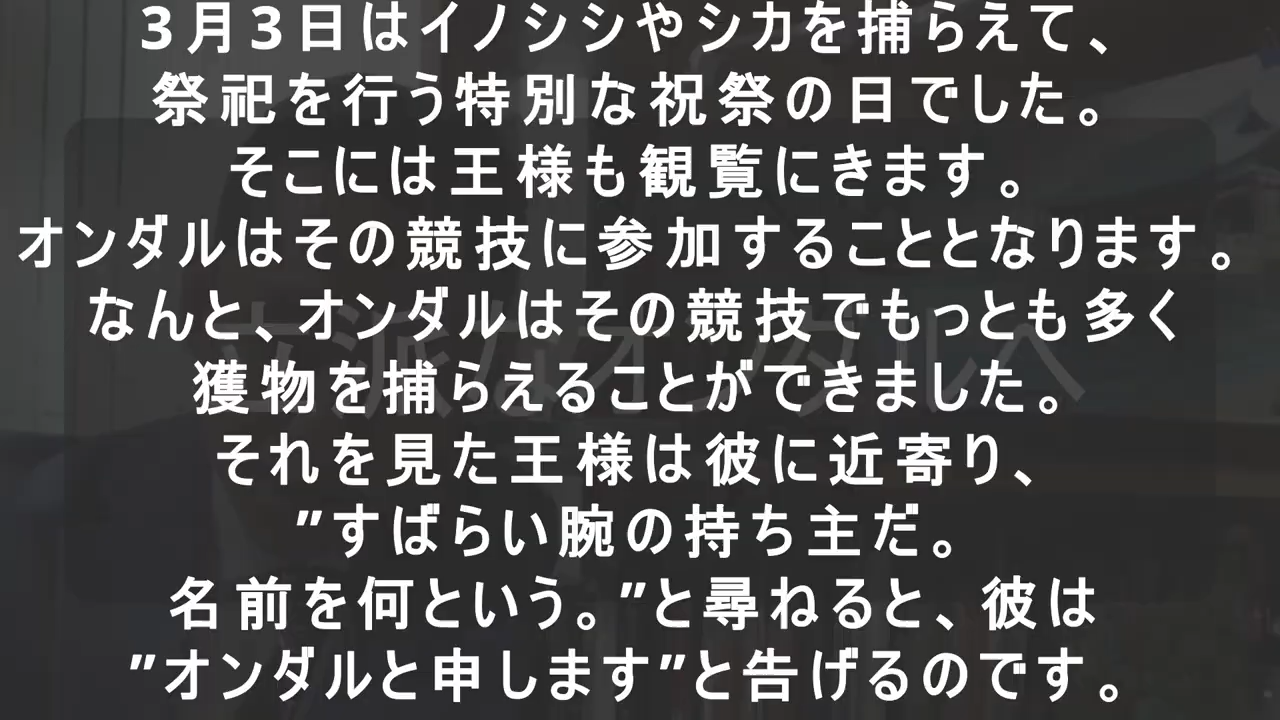 3月3日はイノシシやシカを捕らえて、
祭祀を行う特別な祝祭の日でした。
そこには王様も観覧にきます。
オンダルはその競技に参加することとなります。
なんと、オンダルはその競技でもっとも多く
獲物を捕らえることができました。
それを見た王様は彼に近寄り、
”すばらい腕の持ち主だ。
名前を何という。”と尋ねると、彼は
”オンダルと申します”と告げるのです。
立派なオンダルへ